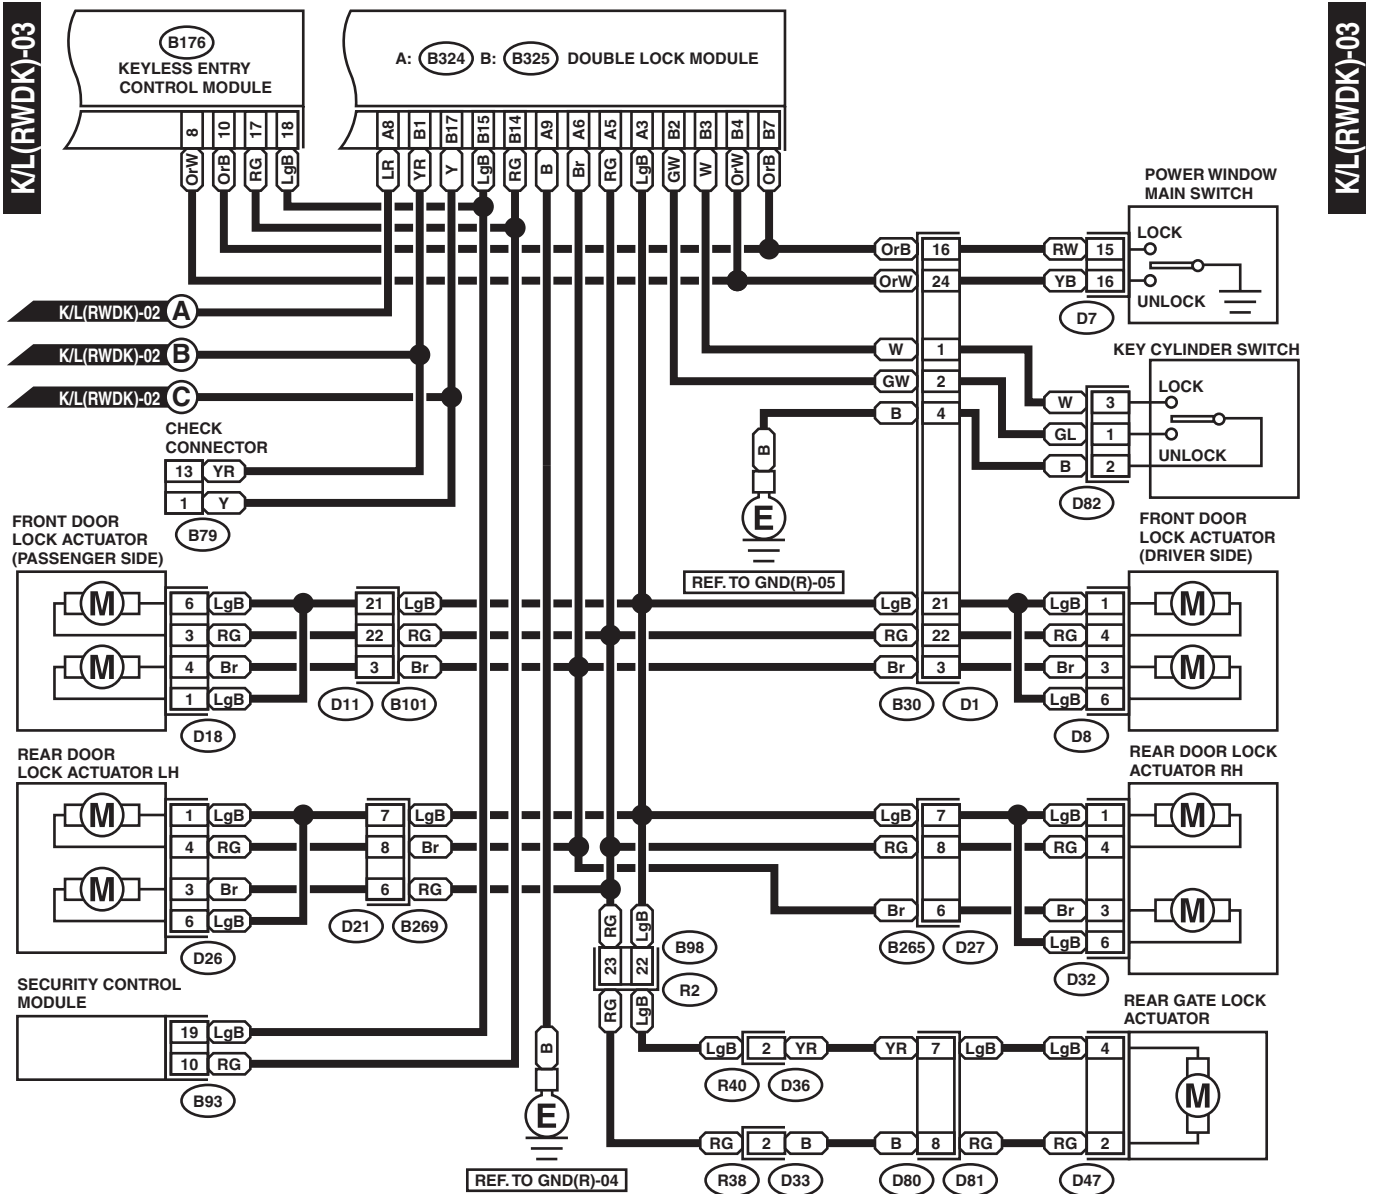 K/L(RWDK)-03
K/L(RWDK)-03
B176
KEYLESS ENTRY
CONTROL MODULE
A: B324 B: B325 DOUBLE LOCK MODULE
8 10 17 18
A8 B1 B17 B15 B14 A9 A6 A5 A3 B2 B3 B4 B7
OrW OrB RG LgB
LR YR Y LgB RG B Br RG LgB GW W OrW OrB
POWER WINDOW
MAIN SWITCH
LOCK
UNLOCK
OrB 16 RW 15
OrW 24 YB 16
D7
K/L(RWDK)-02 A
K/L(RWDK)-02 B
K/L(RWDK)-02 C
W 1
GW 2
B 4
KEY CYLINDER SWITCH
LOCK
UNLOCK
W 3
GL 1
B 2
D82
CHECK
CONNECTOR
13 YR
1 Y
B79
B
E
REF. TO GND(R)-05
FRONT DOOR
LOCK ACTUATOR
(PASSENGER SIDE)
M
M
6 LgB 21 LgB
3 RG 22 RG
4 Br 3 Br
1 LgB
D18
D11 B101
FRONT DOOR
LOCK ACTUATOR
(DRIVER SIDE)
LgB 21 LgB 1
RG 22 RG 4
Br 3 Br 3
LgB 6
M
M
B30 D1
D8
REAR DOOR
LOCK ACTUATOR LH
M
M
1 LgB 7 LgB
4 RG 8 Br
3 Br 6 RG
6 LgB
D26
D21 B269
REAR DOOR LOCK
ACTUATOR RH
LgB 7 LgB 1
RG 8 RG 4
Br 6 Br 3
LgB 6
M
M
B265 D27
D32
RG LgB
23 22
RG LgB
B98
R2
SECURITY CONTROL
MODULE
19 LgB
10 RG
B93
B
E
REF. TO GND(R)-04
REAR GATE LOCK
ACTUATOR
LgB 2 YR YR 7 LgB LgB 4
R40 D36
M
RG 2 B B 8 RG RG 2
R38 D33 D80 D81 D47